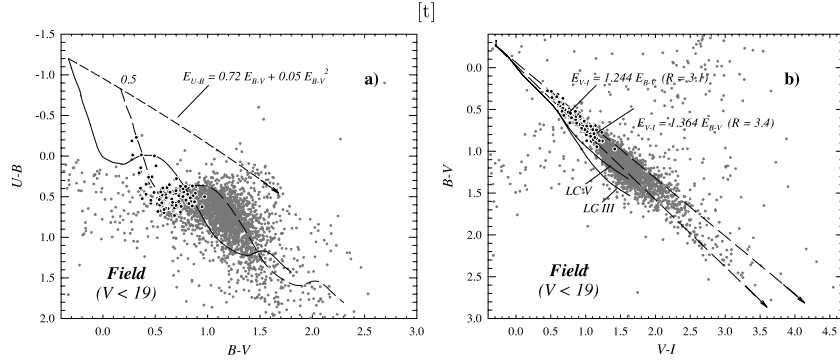 [t]
-1.5
-1.0
-0.5
0.0
0.5
1.0
1.5
2.0
U-B
0.0 0.5 1.0 1.5 2.0 2.5 3.0
B-V
0.5
E_{U-B} = 0.72 E_{B-V} + 0.05 E_{B-V}^2
a)
Field
(V < 19)
0.0
0.5
1.0
1.5
2.0
2.5
3.0
B-V
0.0 0.5 1.0 1.5 2.0 2.5 3.0 3.5 4.0 4.5
V-I
E_{V-I} = 1.244 E_{B-V} (R = 3.1)
b)
E_{V-I} = 1.364 E_{B-V} (R = 3.4)
LC V
LC III
Field
(V < 19)